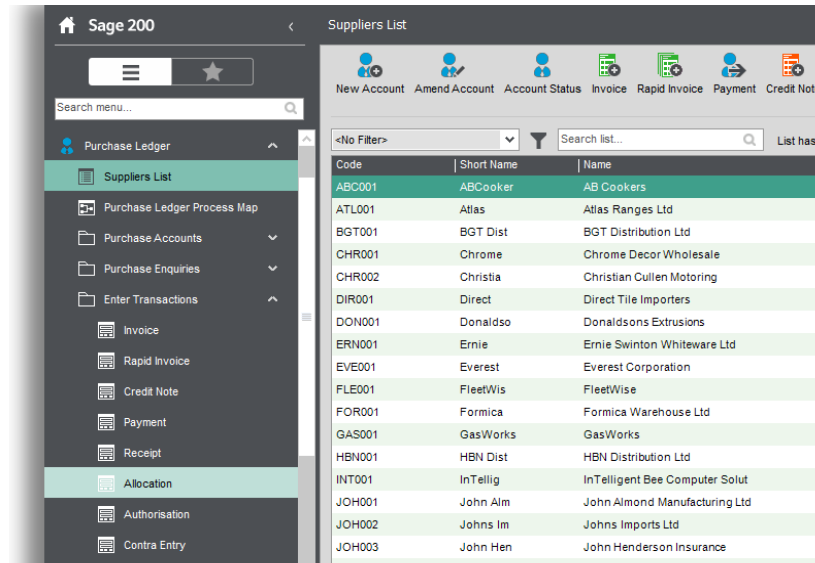 Sage 200
Search menu...
Purchase Ledger
Suppliers List
Purchase Ledger Process Map
Purchase Accounts
Purchase Enquiries
Enter Transactions
Invoice
Rapid Invoice
Credit Note
Payment
Receipt
Allocation
Authorisation
Contra Entry
Suppliers List
New Account Amend Account Account Status Invoice Rapid Invoice Payment Credit Not
<No Filter> Search list... List has
Code Short Name Name
ABC001 ABCooker AB Cookers
ATL001 Atlas Atlas Ranges Ltd
BGT001 BGT Dist BGT Distribution Ltd
CHR001 Chrome Chrome Decor Wholesale
CHR002 Christia Christian Cullen Motoring
DIR001 Direct Direct Tile Importers
DON001 Donaldso Donaldsons Extrusions
ERN001 Ernie Ernie Swinton Whiteware Ltd
EVE001 Everest Everest Corporation
FLE001 FleetWis FleetWise
FOR001 Formica Formica Warehouse Ltd
GAS001 GasWorks GasWorks
HBN001 HBN Dist HBN Distribution Ltd
INT001 InTellig InTelligent Bee Computer Solut
JOH001 John Alm John Almond Manufacturing Ltd
JOH002 Johns Im Johns Imports Ltd
JOH003 John Hen John Henderson Insurance